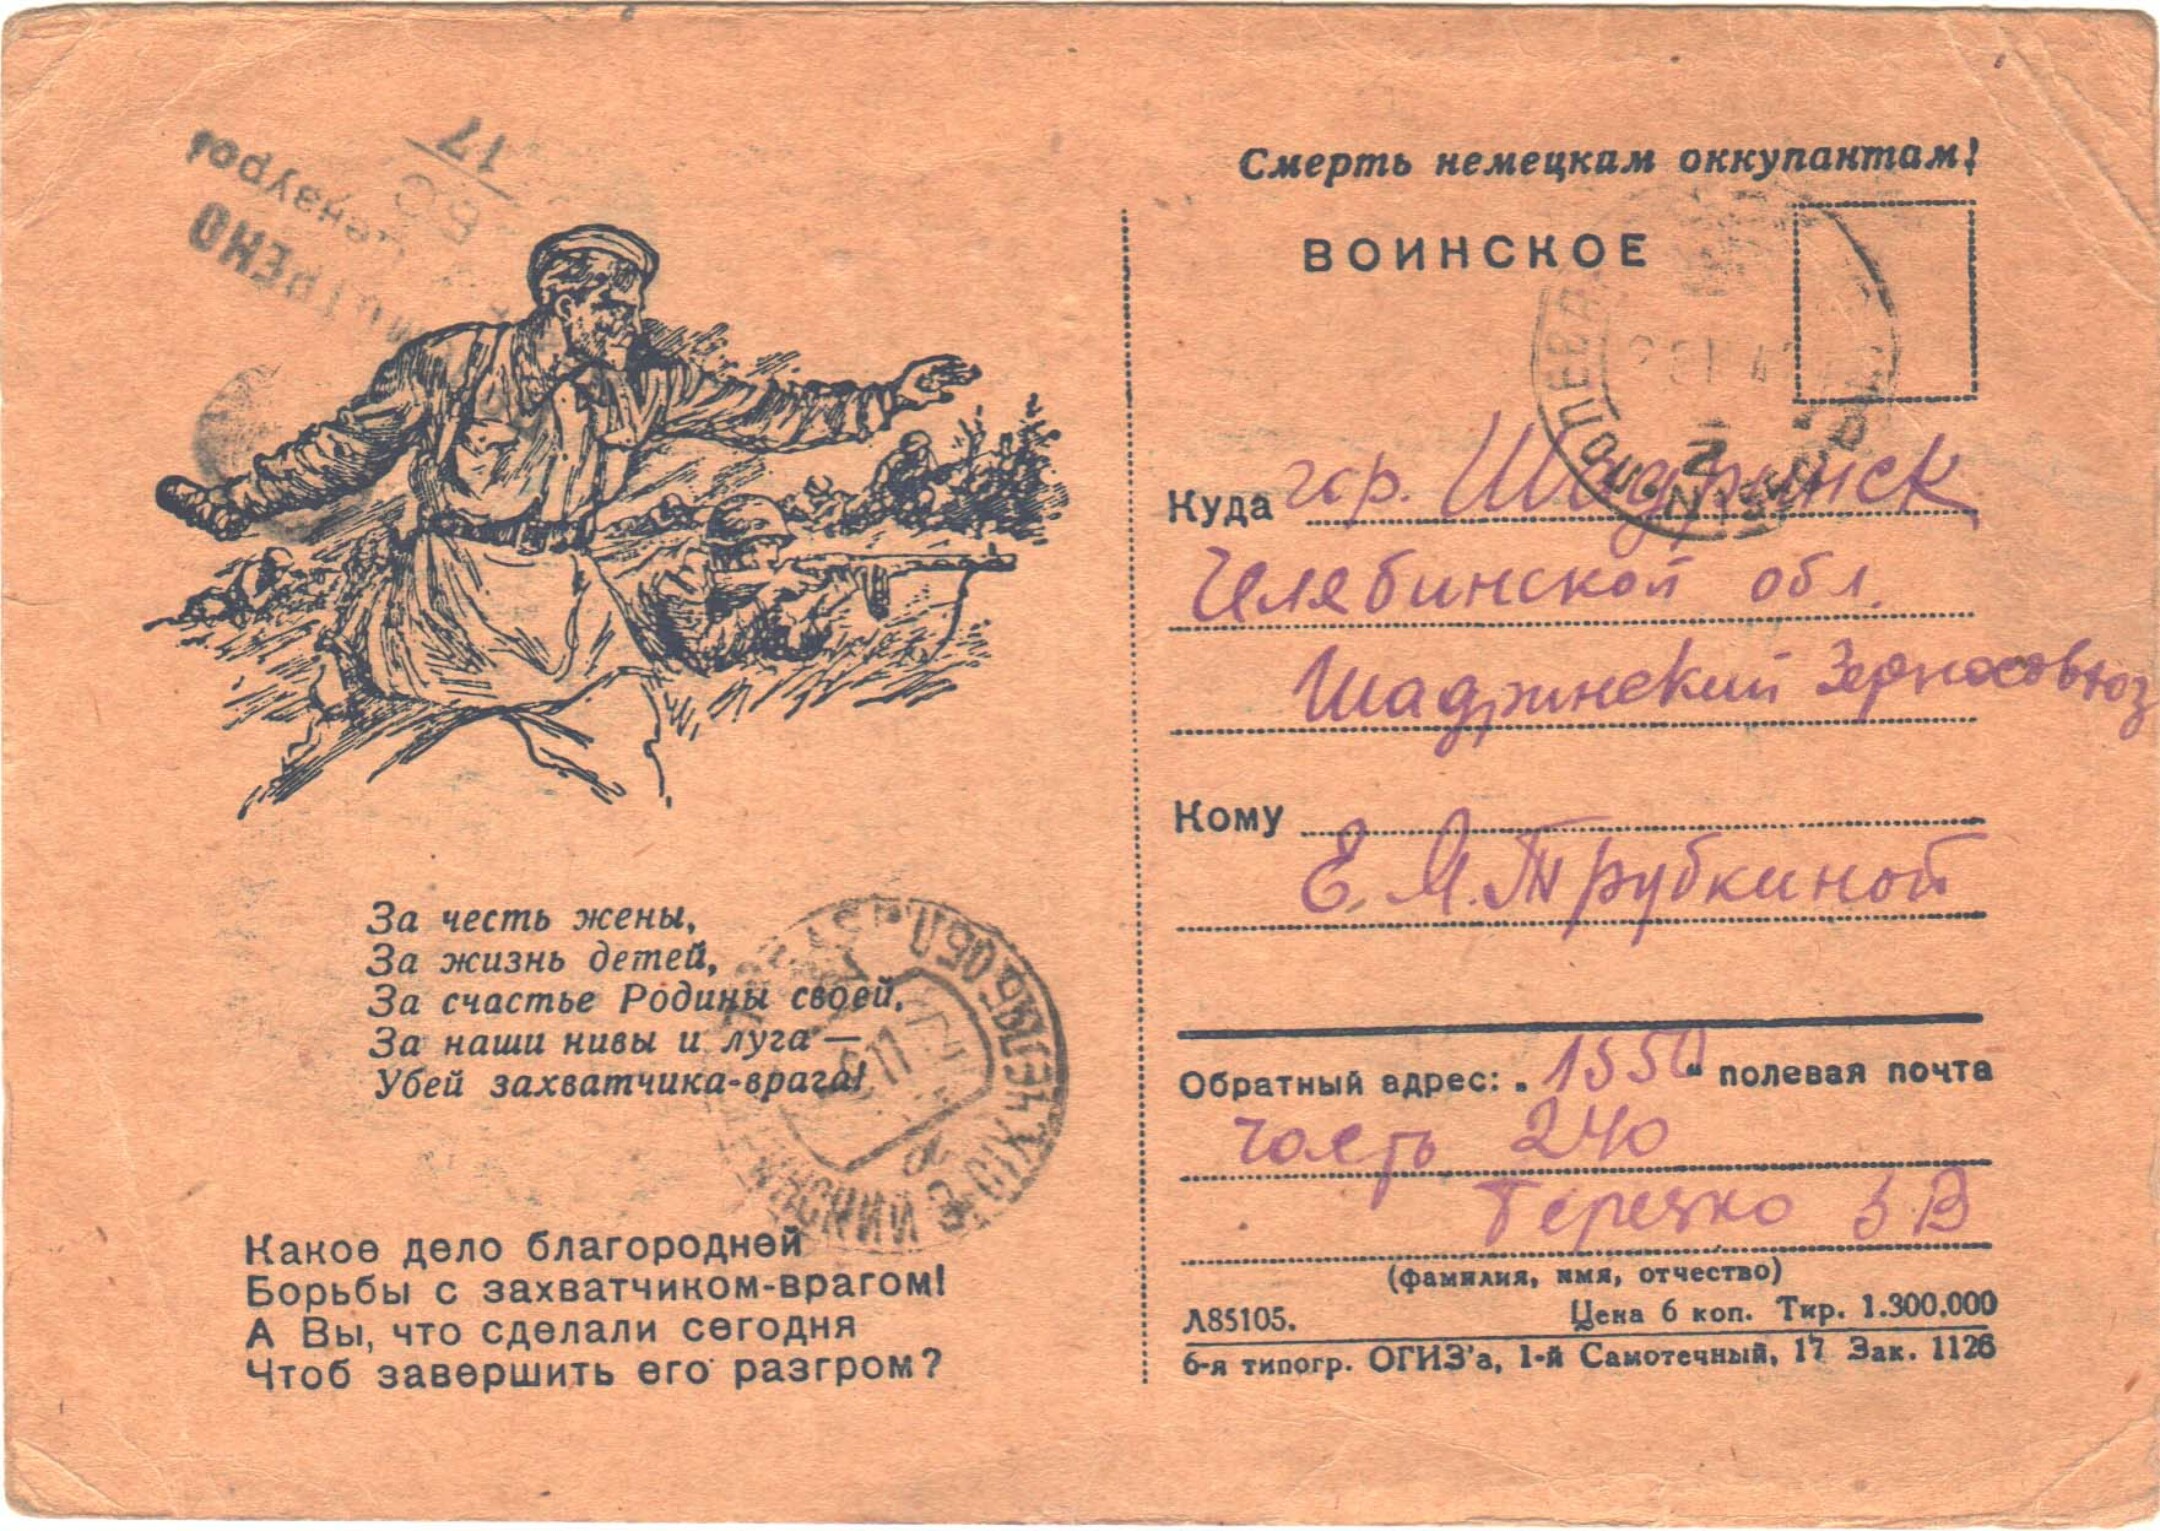 За честь жены,
За жизнь детей,
За счастье Родины своей,
За наши нивы и луга —
Убей захватчика-врага!
Какое дело благородней
Борьбы с захватчиком-врагом!
А Вы, что сделали сегодня
Чтоб завершить его разгром?
Смерть немецким оккупантам!
ВОИНСКОЕ
Куда гор. Шадринск
Челябинской обл.
Шадринский Зерносовхоз
Кому
Е. М. Трубкиной
Обратный адрес: „1550“ полевая почта
часть 240
(фамилия, имя, отчество)
Л85105. Цена 6 коп. Тир. 1.300.000
6-я типогр. ОГИЗ'а, 1-й Самотечный, 17 Зак. 1126